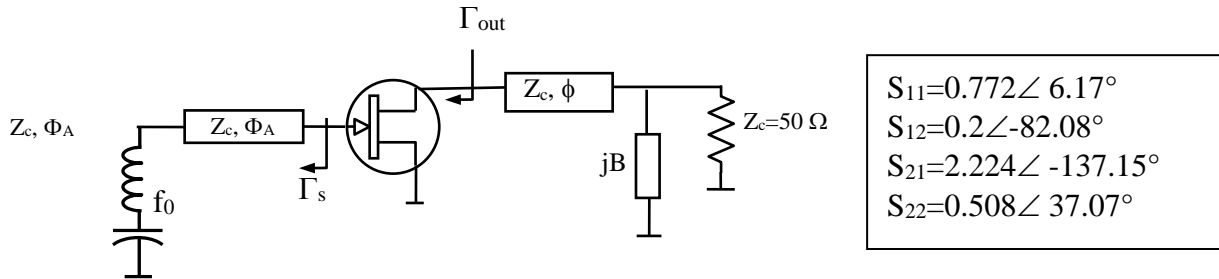 Γout
Zc, ϕ
Zc, ΦA
Zc, ΦA
Zc=50 Ω
jB
Γs
f0
S11=0.772∠ 6.17°
S12=0.2∠-82.08°
S21=2.224∠ -137.15°
S22=0.508∠ 37.07°